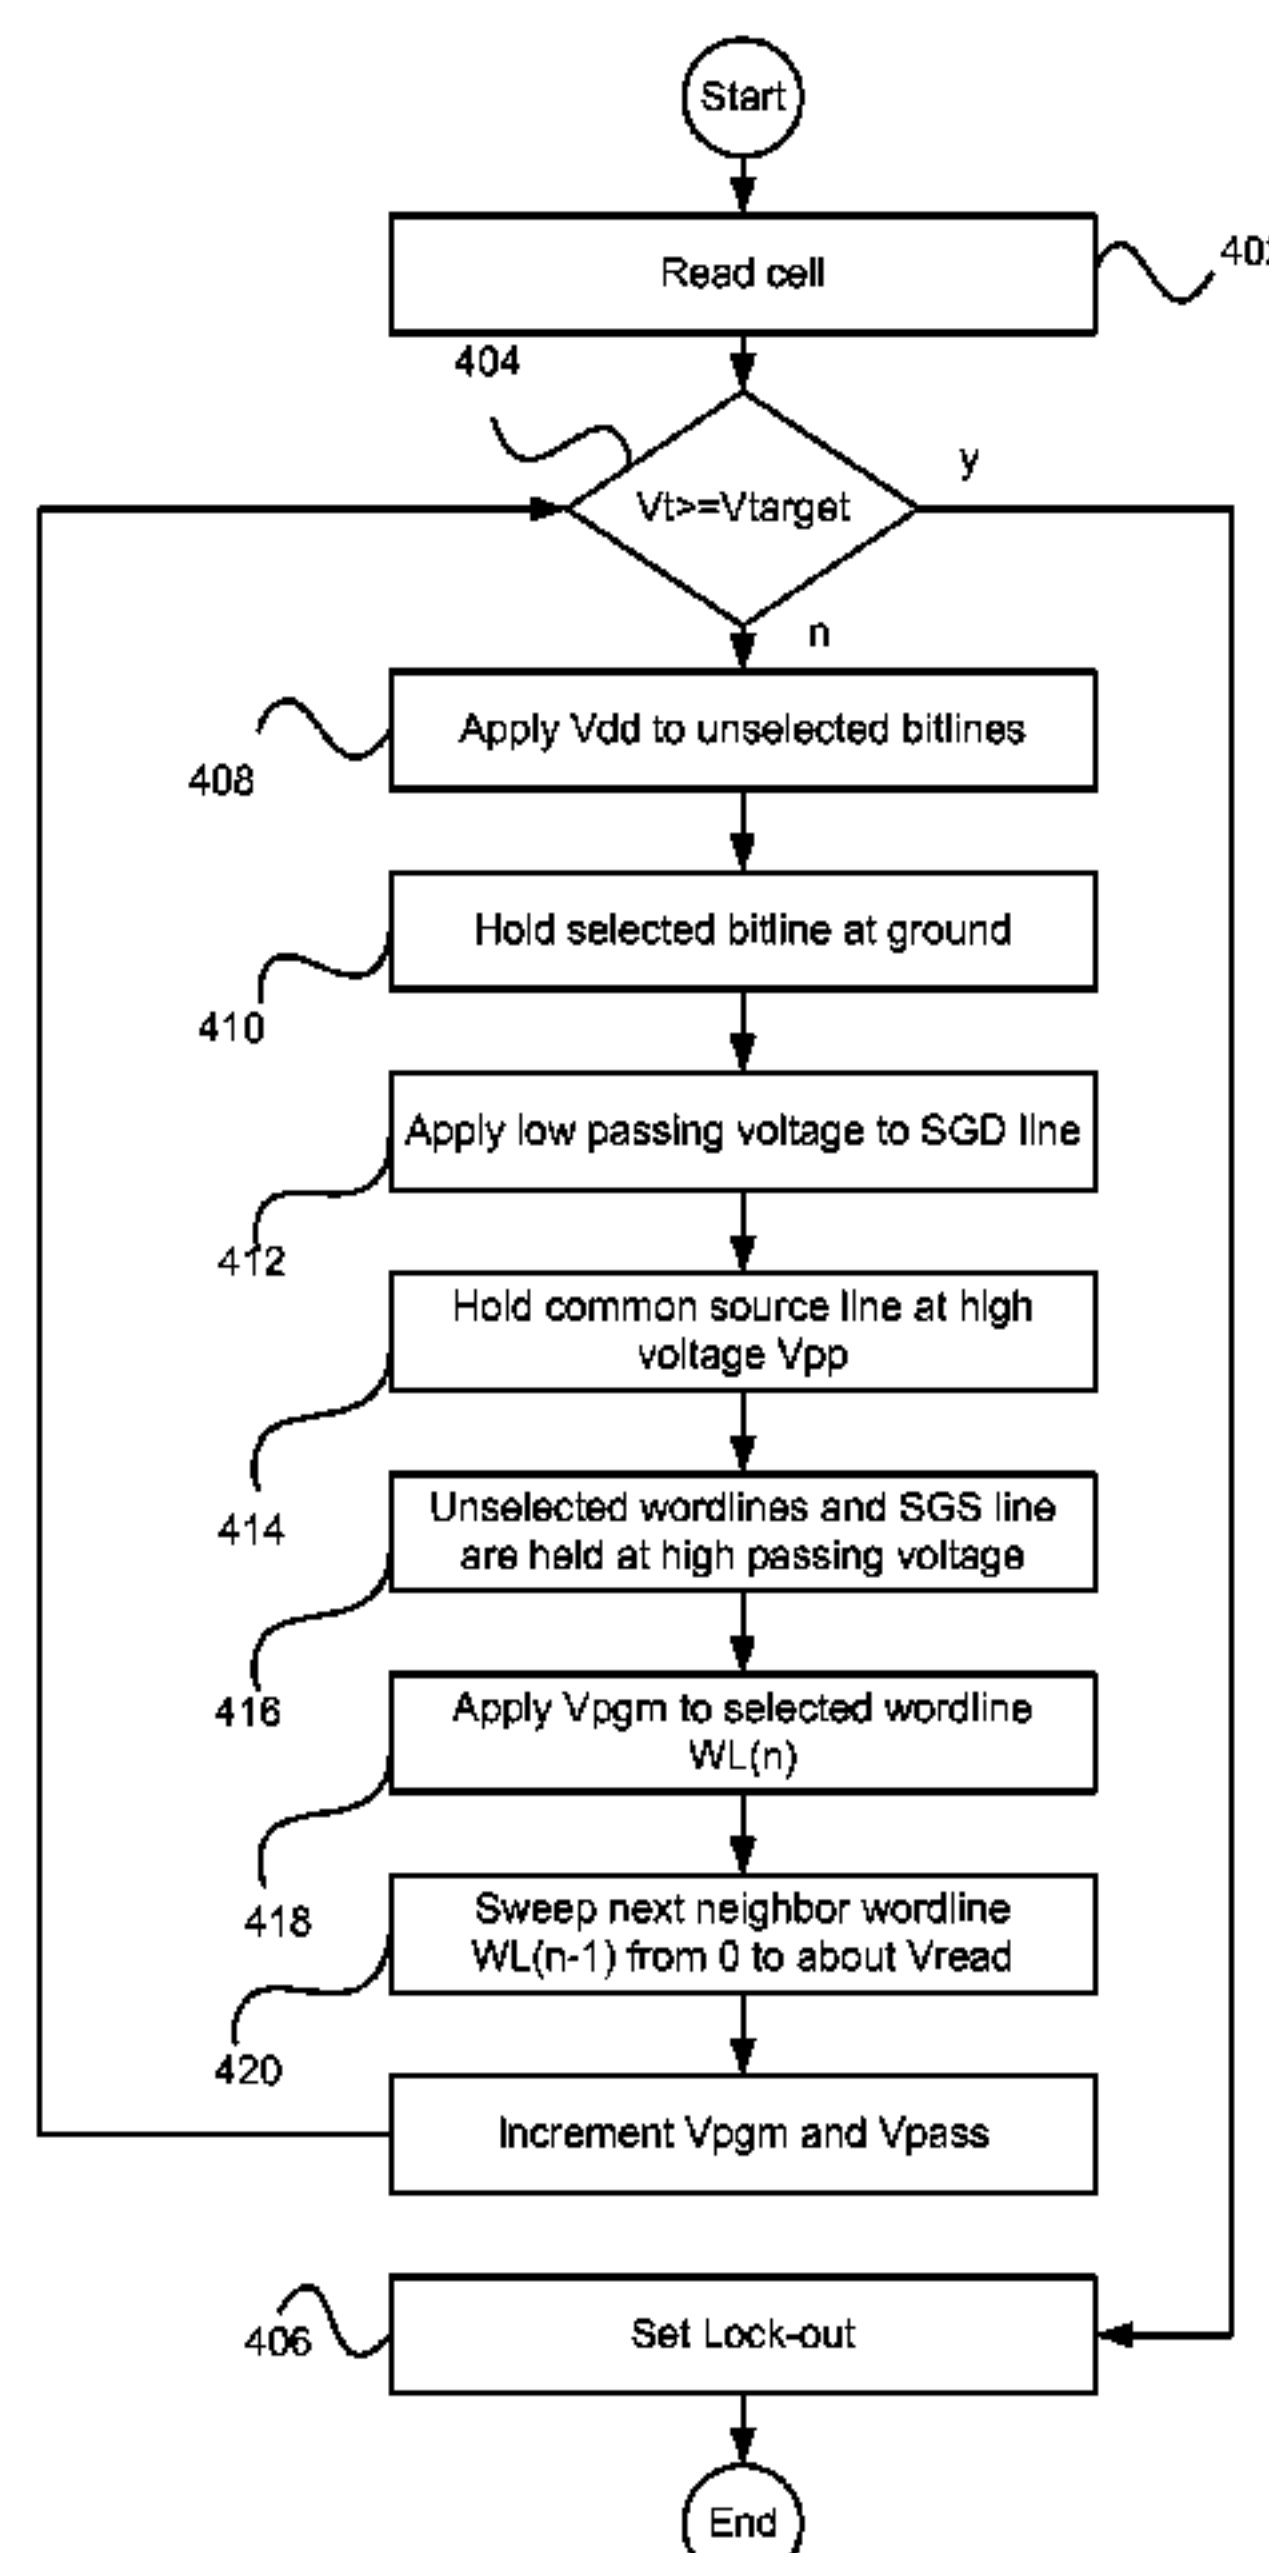 Start
Read cell
404
Vt>=Vtarget
y
n
Apply Vdd to unselected bitlines
408
Hold selected bitline at ground
410
Apply low passing voltage to SGD line
412
Hold common source line at high
voltage Vpp
414
Unselected wordlines and SGS line
are held at high passing voltage
416
Apply Vpgm to selected wordline
WL(n)
418
Sweep next neighbor wordline
WL(n-1) from 0 to about Vread
420
Increment Vpgm and Vpass
Set Lock-out
406
End